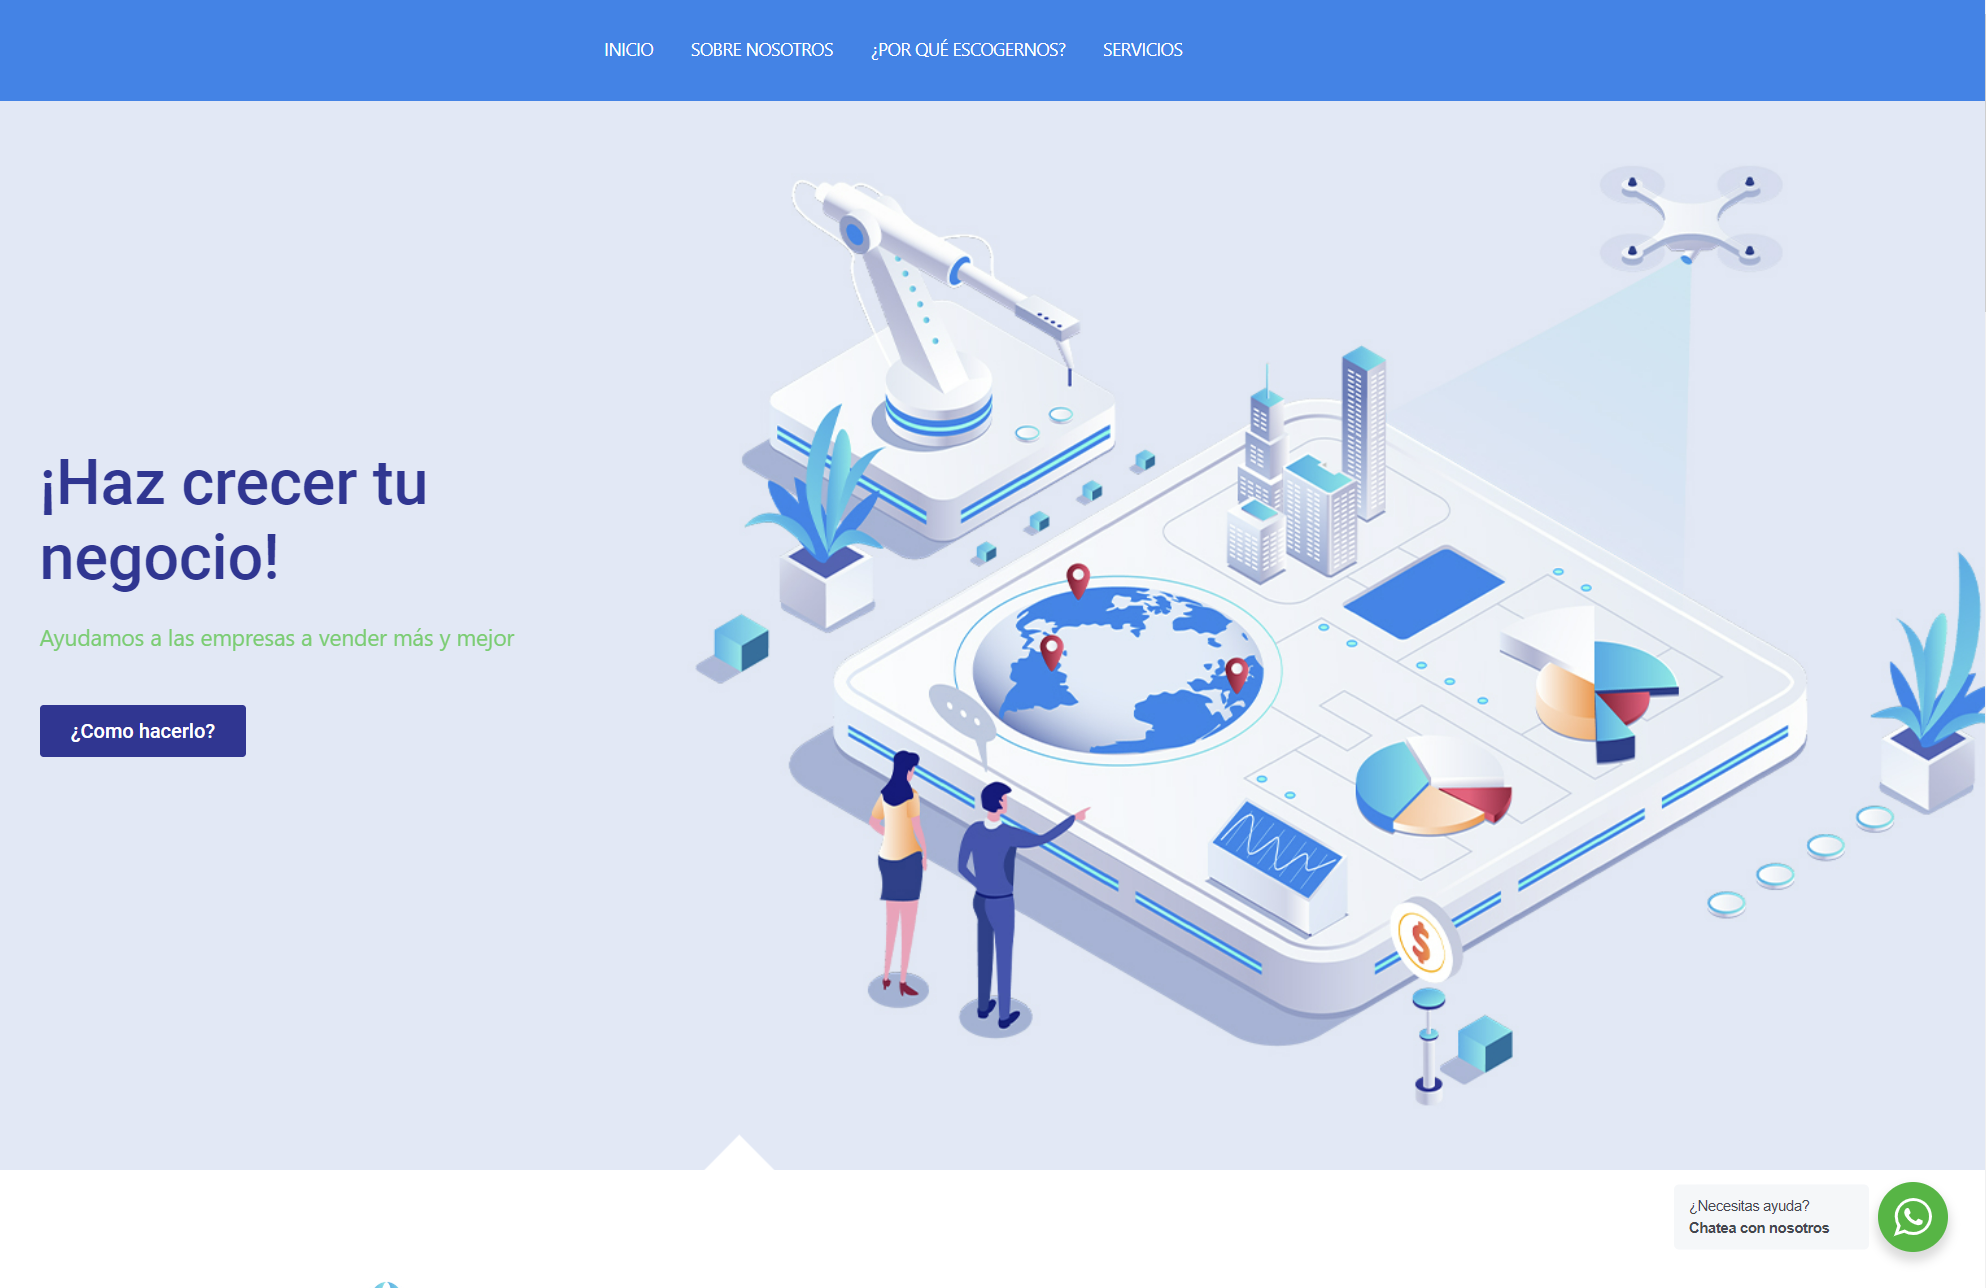 INICIO SOBRE NOSOTROS ¿POR QUÉ ESCOGERNOS? SERVICIOS
¡Haz crecer tu
negocio!
Ayudamos a las empresas a vender más y mejor
¿Como hacerlo?
$
¿Necesitas ayuda?
Chatea con nosotros